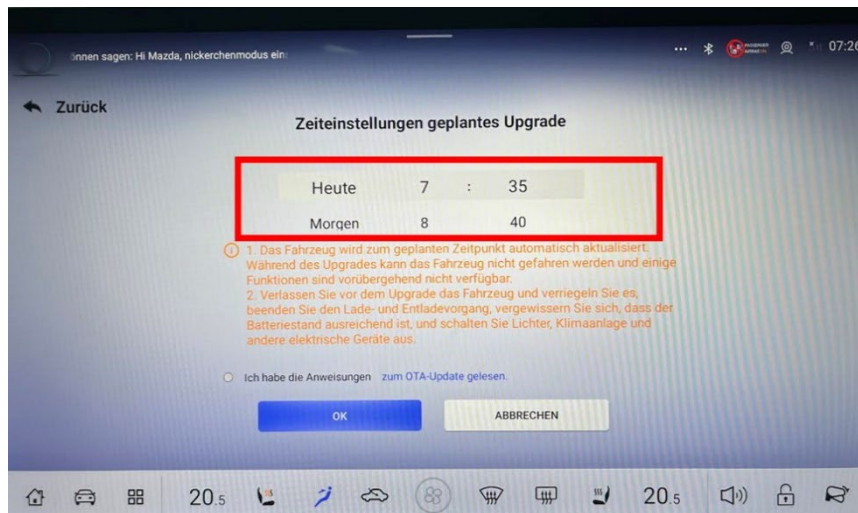 önnen sagen: Hi Mazda, nickerchenmodus ein
PASSENGER
AIRBAG ON
07:26
Zurück
Zeiteinstellungen geplantes Upgrade
Heute 7 : 35
Morgen 8 40
1. Das Fahrzeug wird zum geplanten Zeitpunkt automatisch aktualisiert.
Während des Upgrades kann das Fahrzeug nicht gefahren werden und einige
Funktionen sind vorübergehend nicht verfügbar.
2. Verlassen Sie vor dem Upgrade das Fahrzeug und verriegeln Sie es,
beenden Sie den Lade- und Entladevorgang, vergewissern Sie sich, dass der
Batteriestand ausreichend ist, und schalten Sie Lichter, Klimaanlage und
andere elektrische Geräte aus.
Ich habe die Anweisungen zum OTA-Update gelesen.
OK ABBRECHEN
20.5 20.5